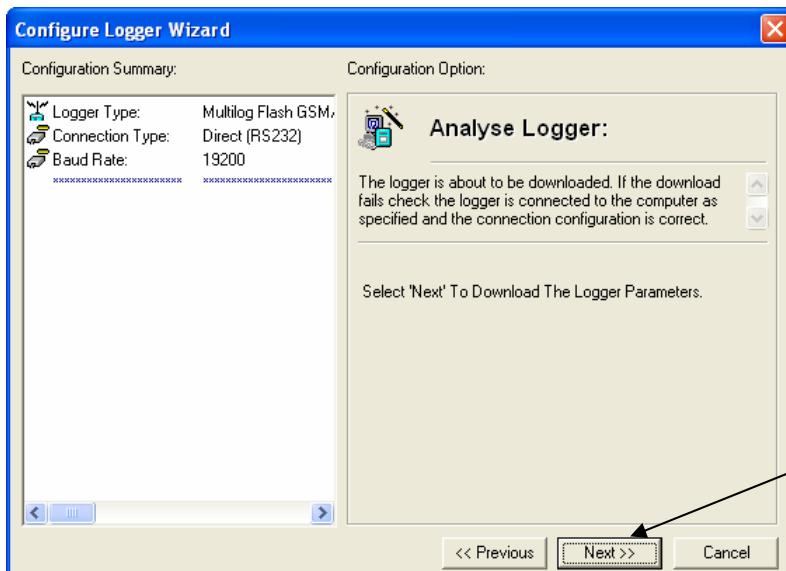 Configure Logger Wizard
Configuration Summary:
Configuration Option:
Logger Type: Multilog Flash GSM
Connection Type: Direct (RS232)
Baud Rate: 19200
xxxxxxxxxxxxxxxxxxxxxxx xxxxxxxxxxxxxxxxxxxxxxx
Analyse Logger:
The logger is about to be downloaded. If the download
fails check the logger is connected to the computer as
specified and the connection configuration is correct.
Select 'Next' To Download The Logger Parameters.
<< Previous
Next >>
Cancel